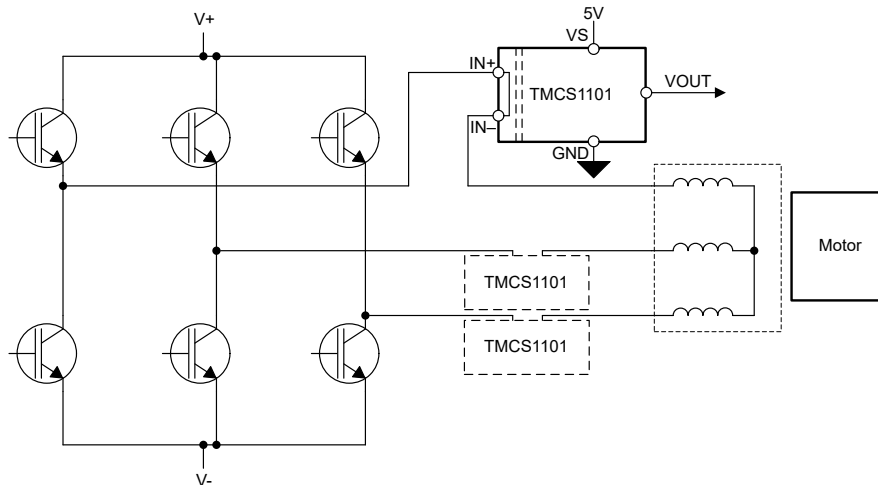 V+
5V
VS
IN+
TMCS1101
VOUT
IN–
GND
Motor
TMCS1101
TMCS1101
V-